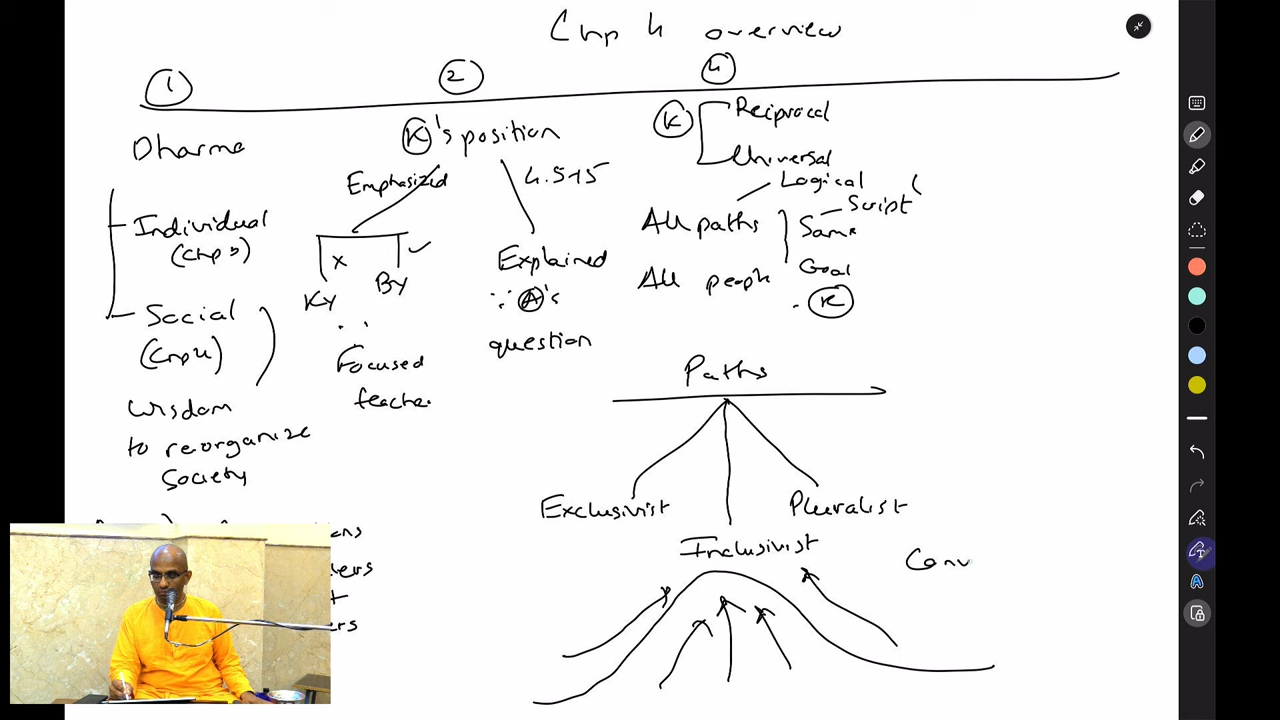 Chp 4 overview
1
2
4
Dharma
Individual
(Chp 3)
Social
(Chp 4)
Wisdom
to reorganize
Society
K's position
Emphasized
4.5-15
x
✓
KY
By
∵
Focused
teacher
Explained
∵ A's
question
K
Reciprocal
Universal
Logical
All paths
Same
Script
All people
Goal
K
Paths
Exclusivist
Pluralist
Inclusivist
Conv